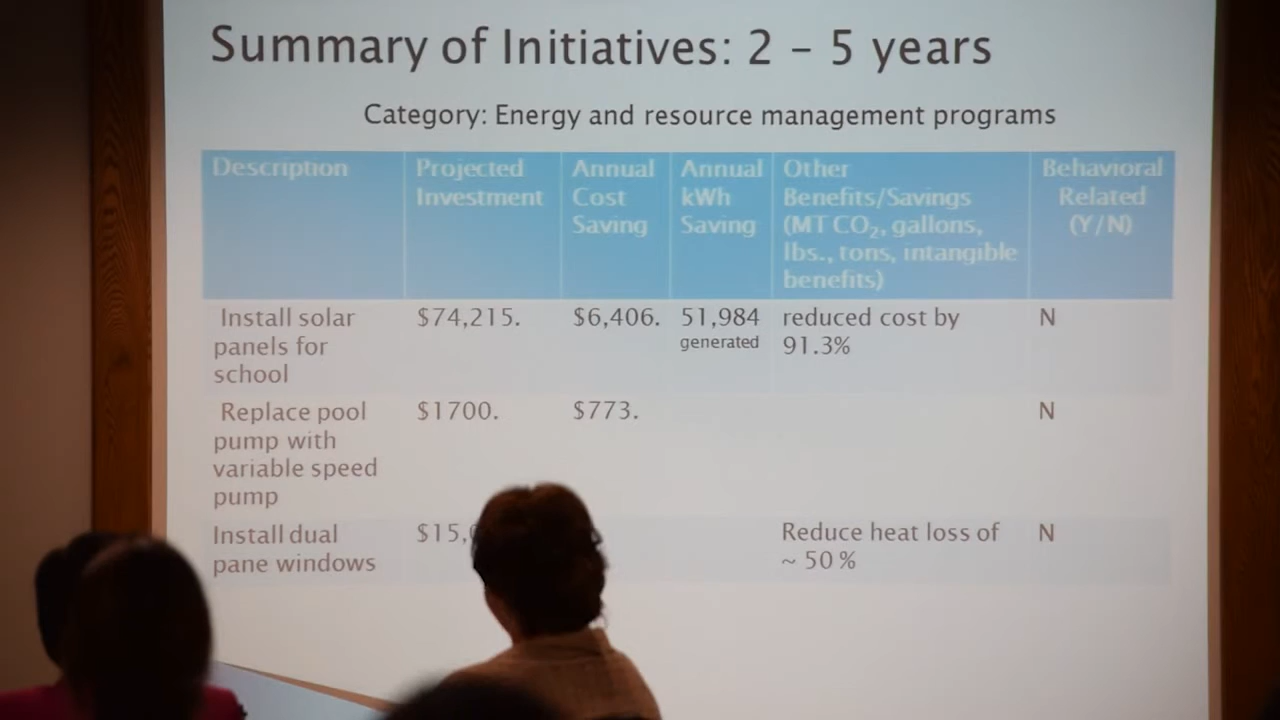 Summary of Initiatives: 2 – 5 years
Category: Energy and resource management programs
Description
Projected
Investment
Annual
Cost
Saving
Annual
kWh
Saving
Other
Benefits/Savings
(MT CO₂, gallons,
lbs., tons, intangible
benefits)
Behavioral
Related
(Y/N)
Install solar
panels for
school
$74,215.
$6,406.
51,984
generated
reduced cost by
91.3%
N
Replace pool
pump with
variable speed
pump
$1700.
$773.
N
Install dual
pane windows
Reduce heat loss of
~ 50 %
N